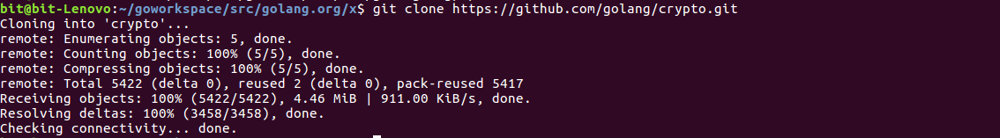 bit@bit-Lenovo:~/goworkspace/src/golang.org/x$ git clone https://github.com/golang/crypto.git
Cloning into 'crypto'...
remote: Enumerating objects: 5, done.
remote: Counting objects: 100% (5/5), done.
remote: Compressing objects: 100% (5/5), done.
remote: Total 5422 (delta 0), reused 2 (delta 0), pack-reused 5417
Receiving objects: 100% (5422/5422), 4.46 MiB | 911.00 KiB/s, done.
Resolving deltas: 100% (3458/3458), done.
Checking connectivity... done.